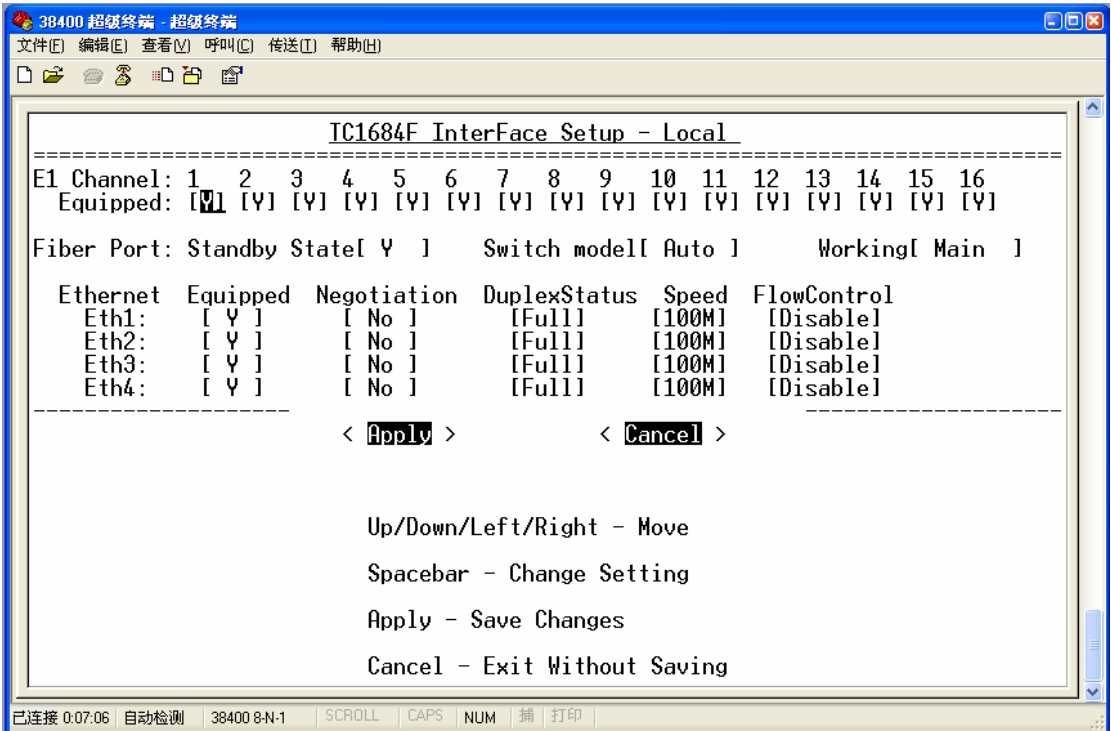 38400 超级终端 - 超级终端
文件(F) 编辑(E) 查看(V) 呼叫(C) 传送(T) 帮助(H)
TC1684F InterFace Setup - Local
================================================================================
E1 Channel: 1 2 3 4 5 6 7 8 9 10 11 12 13 14 15 16
Equipped: [Y] [Y] [Y] [Y] [Y] [Y] [Y] [Y] [Y] [Y] [Y] [Y] [Y] [Y] [Y] [Y]
Fiber Port: Standby State[ Y ] Switch model[ Auto ] Working[ Main ]
Ethernet Equipped Negotiation DuplexStatus Speed FlowControl
Eth1: [ Y ] [ No ] [Full] [100M] [Disable]
Eth2: [ Y ] [ No ] [Full] [100M] [Disable]
Eth3: [ Y ] [ No ] [Full] [100M] [Disable]
Eth4: [ Y ] [ No ] [Full] [100M] [Disable]
-------------------- --------------------
< Apply > < Cancel >
Up/Down/Left/Right - Move
Spacebar - Change Setting
Apply - Save Changes
Cancel - Exit Without Saving
已连接 0:07:06 自动检测 38400 8-N-1 SCROLL CAPS NUM 捕 打印